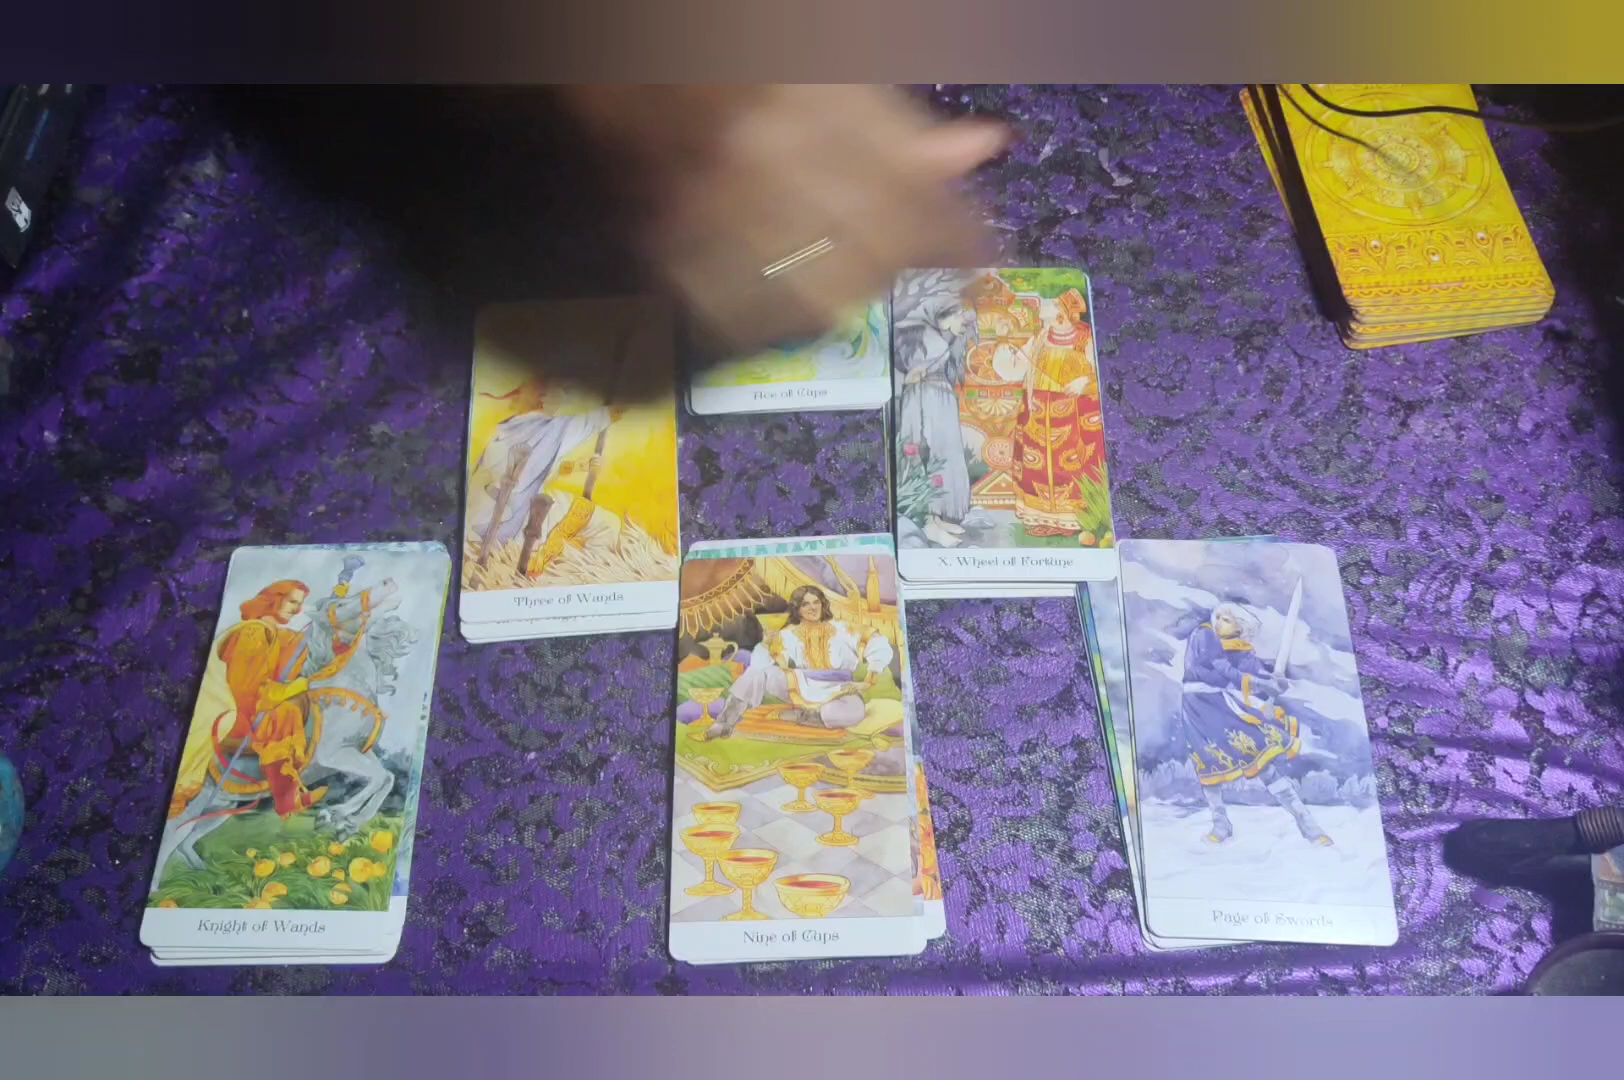 Ace of Cups
X. Wheel of Fortune
Three of Wands
Knight of Wands
Nine of Cups
Page of Swords